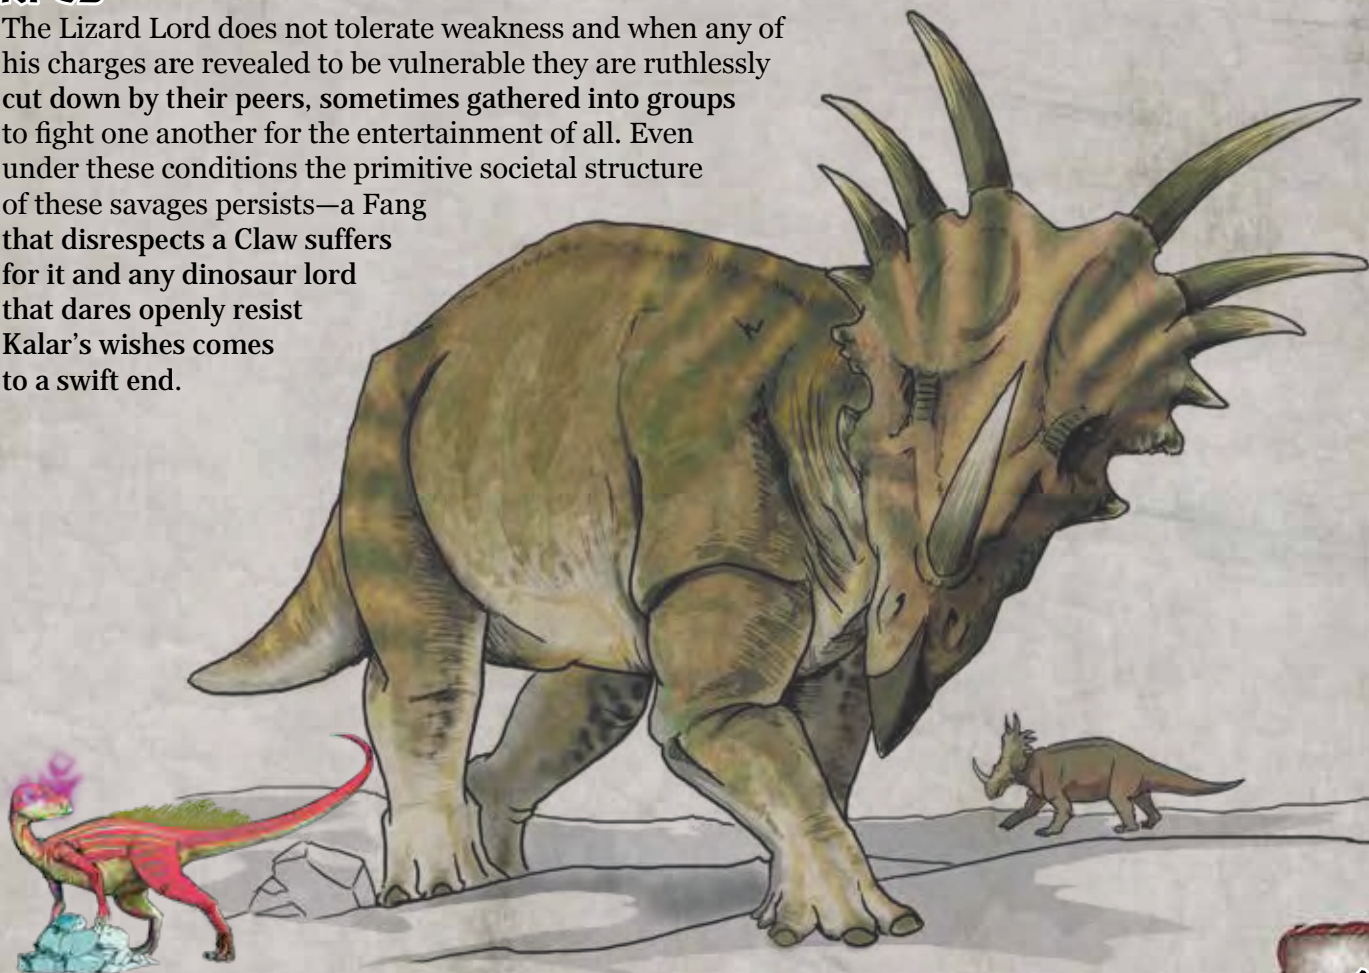 The Lizard Lord does not tolerate weakness and when any of
his charges are revealed to be vulnerable they are ruthlessly
cut down by their peers, sometimes gathered into groups
to fight one another for the entertainment of all. Even
under these conditions the primitive societal structure
of these savages persists—a Fang
that disrespects a Claw suffers
for it and any dinosaur lord
that dares openly resist
Kalar’s wishes comes
to a swift end.